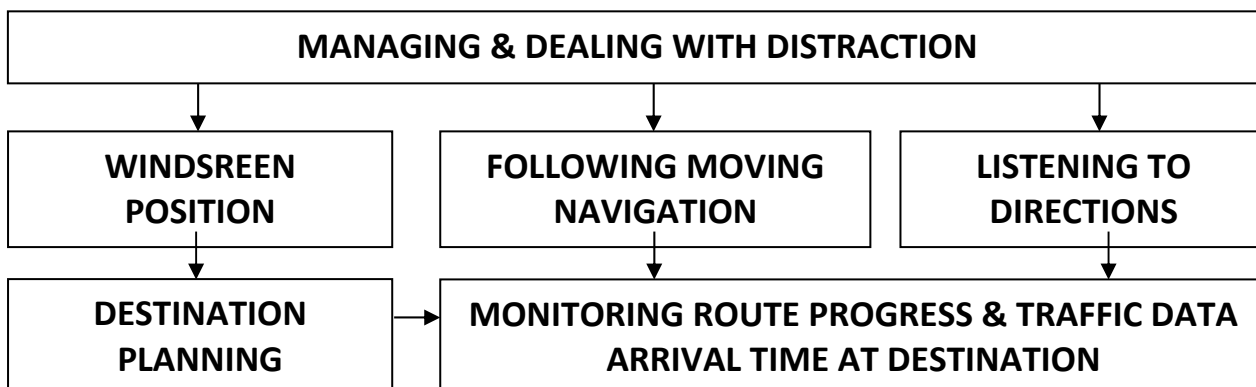 MANAGING & DEALING WITH DISTRACTION
WINDSREEN
POSITION
FOLLOWING MOVING
NAVIGATION
LISTENING TO
DIRECTIONS
DESTINATION
PLANNING
MONITORING ROUTE PROGRESS & TRAFFIC DATA
ARRIVAL TIME AT DESTINATION